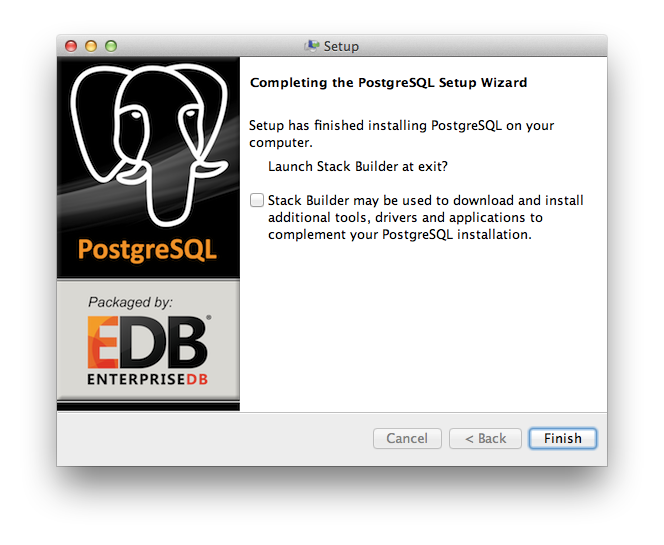 Setup
PostgreSQL
Packaged by:
EDB®
ENTERPRISEDB
Completing the PostgreSQL Setup Wizard
Setup has finished installing PostgreSQL on your
computer.
Launch Stack Builder at exit?
Stack Builder may be used to download and install
additional tools, drivers and applications to
complement your PostgreSQL installation.
Cancel
< Back
Finish